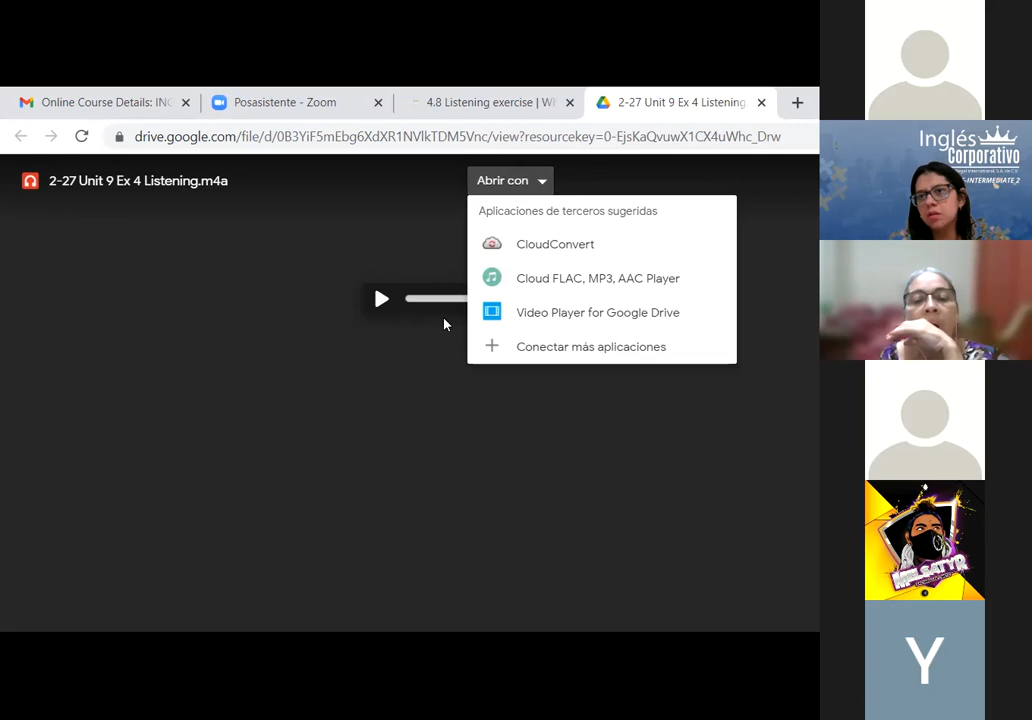 Online Course Details: ING
Posasistente - Zoom
4.8 Listening exercise | W
2-27 Unit 9 Ex 4 Listening
drive.google.com/file/d/0B3YiF5mEbg6XdXR1NVlkTDM5Vnc/view?resourcekey=0-EjsKaQvuwX1CX4uWhc_Drw
2-27 Unit 9 Ex 4 Listening.m4a
Abrir con
Aplicaciones de terceros sugeridas
CloudConvert
Cloud FLAC, MP3, AAC Player
Video Player for Google Drive
Conectar más aplicaciones
Inglés
Corporativo
-INTERMEDIATE 2
Y